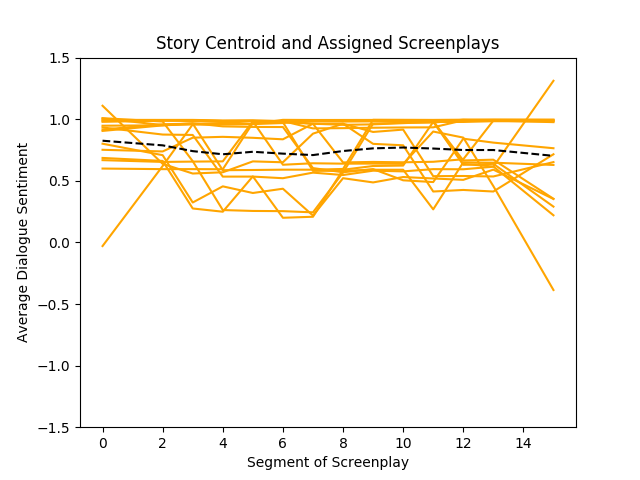 Story Centroid and Assigned Screenplays
1.5
1.0
0.5
0.0
−0.5
−1.0
−1.5
Average Dialogue Sentiment
0 2 4 6 8 10 12 14
Segment of Screenplay